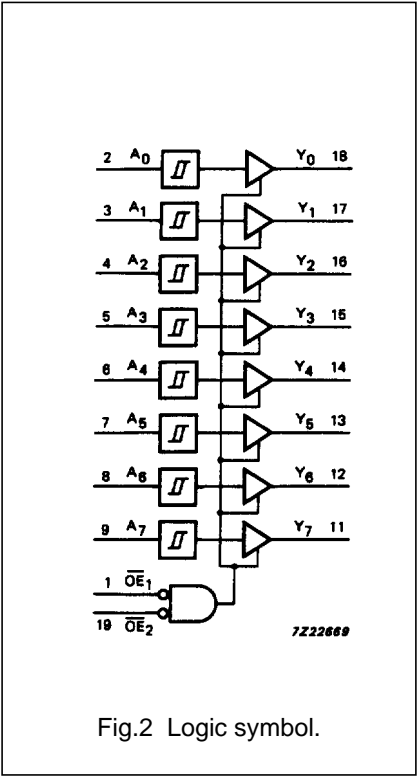 2 A0 Y0 18
3 A1 Y1 17
4 A2 Y2 16
5 A3 Y3 15
6 A4 Y4 14
7 A5 Y5 13
8 A6 Y6 12
9 A7 Y7 11
1 O̅E̅1
19 O̅E̅2
7Z22669
Fig.2 Logic symbol.